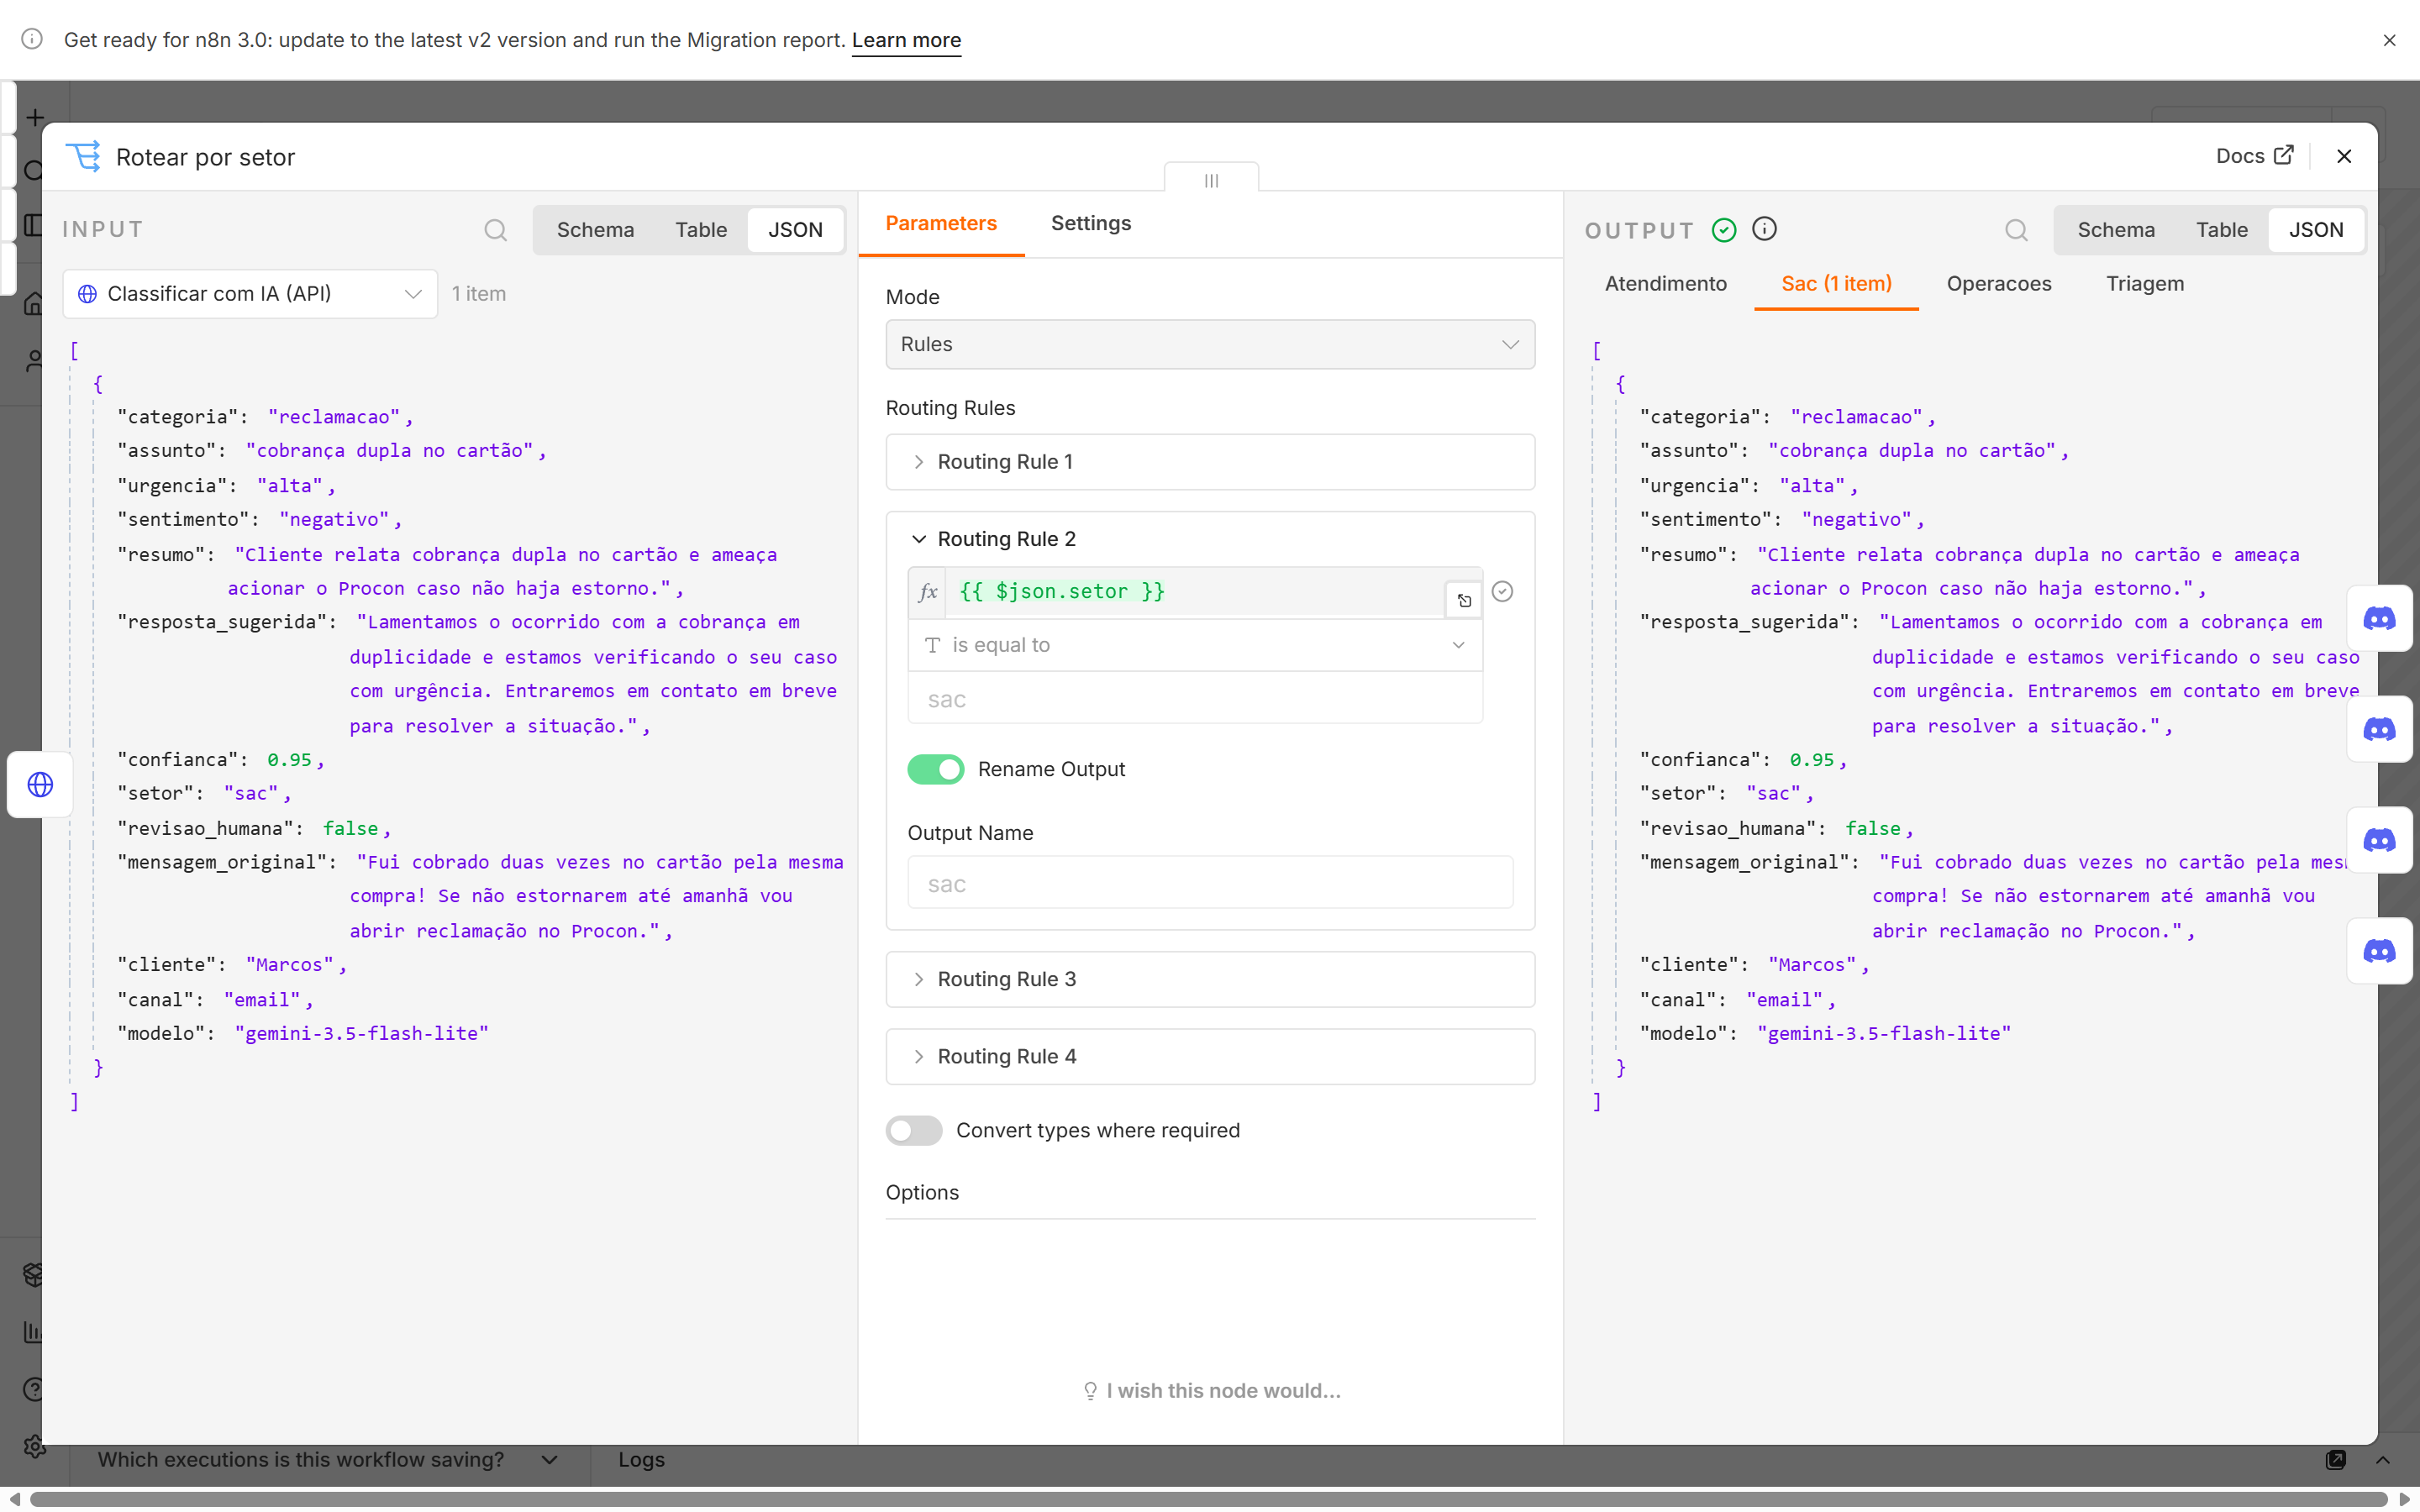 Get ready for n8n 3.0: update to the latest v2 version and run the Migration report. Learn more
Rotear por setor
Docs
INPUT
Schema
Table
JSON
Classificar com IA (API)
1 item
[
{
"categoria": "reclamacao",
"assunto": "cobrança dupla no cartão",
"urgencia": "alta",
"sentimento": "negativo",
"resumo": "Cliente relata cobrança dupla no cartão e ameaça
acionar o Procon caso não haja estorno.",
"resposta_sugerida": "Lamentamos o ocorrido com a cobrança em
duplicidade e estamos verificando o seu caso
com urgência. Entraremos em contato em breve
para resolver a situação.",
"confianca": 0.95,
"setor": "sac",
"revisao_humana": false,
"mensagem_original": "Fui cobrado duas vezes no cartão pela mesma
compra! Se não estornarem até amanhã vou
abrir reclamação no Procon.",
"cliente": "Marcos",
"canal": "email",
"modelo": "gemini-3.5-flash-lite"
}
]
Parameters
Settings
Mode
Rules
Routing Rules
Routing Rule 1
Routing Rule 2
fx {{ $json.setor }}
T is equal to
sac
Rename Output
Output Name
sac
Routing Rule 3
Routing Rule 4
Convert types where required
Options
I wish this node would...
OUTPUT
Schema
Table
JSON
Atendimento
Sac (1 item)
Operacoes
Triagem
[
{
"categoria": "reclamacao",
"assunto": "cobrança dupla no cartão",
"urgencia": "alta",
"sentimento": "negativo",
"resumo": "Cliente relata cobrança dupla no cartão e ameaça
acionar o Procon caso não haja estorno.",
"resposta_sugerida": "Lamentamos o ocorrido com a cobrança em
duplicidade e estamos verificando o seu caso
com urgência. Entraremos em contato em breve
para resolver a situação.",
"confianca": 0.95,
"setor": "sac",
"revisao_humana": false,
"mensagem_original": "Fui cobrado duas vezes no cartão pela
compra! Se não estornarem até amanhã vou
abrir reclamação no Procon.",
"cliente": "Marcos",
"canal": "email",
"modelo": "gemini-3.5-flash-lite"
}
]
Which executions is this workflow saving?
Logs